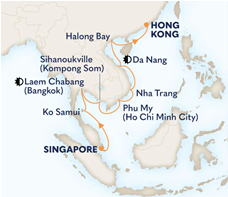 HONG
KONG
Halong Bay
Sihanoukville
(Kompong Som)
Da Nang
Laem Chabang
(Bangkok)
Nha Trang
Ko Samui
Phu My
(Ho Chi Minh City)
SINGAPORE